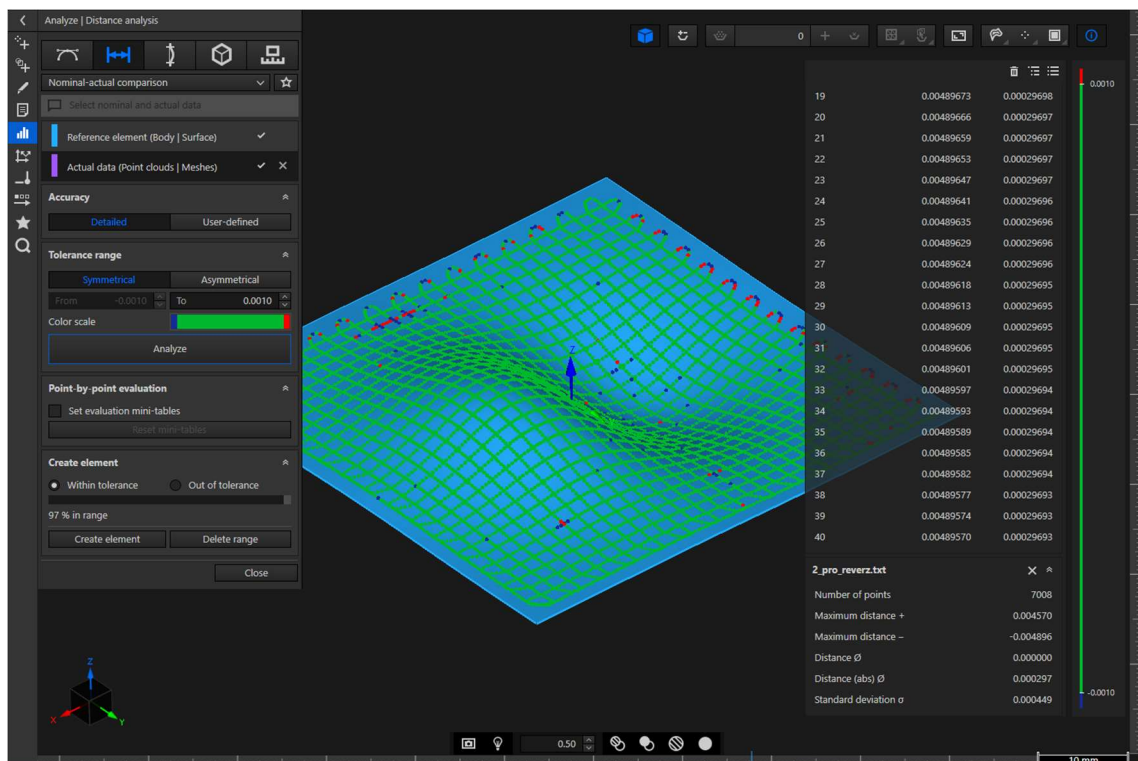 Analyze | Distance analysis
0
Nominal-actual comparison
Select nominal and actual data
Reference element (Body | Surface)
Actual data (Point clouds | Meshes)
Accuracy
Detailed User-defined
Tolerance range
Symmetrical Asymmetrical
From -0.0010 To 0.0010
Color scale
Analyze
Point-by-point evaluation
Set evaluation mini-tables
Reset mini-tables
Create element
Within tolerance Out of tolerance
97 % in range
Create element Delete range
Close
Z
Z
X
Y
0.50
19 0.00489673 0.00029698
20 0.00489666 0.00029697
21 0.00489659 0.00029697
22 0.00489653 0.00029697
23 0.00489647 0.00029697
24 0.00489641 0.00029696
25 0.00489635 0.00029696
26 0.00489629 0.00029696
27 0.00489624 0.00029696
28 0.00489618 0.00029695
29 0.00489613 0.00029695
30 0.00489609 0.00029695
31 0.00489606 0.00029695
32 0.00489601 0.00029695
33 0.00489597 0.00029694
34 0.00489593 0.00029694
35 0.00489589 0.00029694
36 0.00489585 0.00029694
37 0.00489582 0.00029694
38 0.00489577 0.00029693
39 0.00489574 0.00029693
40 0.00489570 0.00029693
2_pro_reverz.txt
Number of points 7008
Maximum distance + 0.004570
Maximum distance – -0.004896
Distance Ø 0.000000
Distance (abs) Ø 0.000297
Standard deviation σ 0.000449
0.0010
-0.0010
10 mm